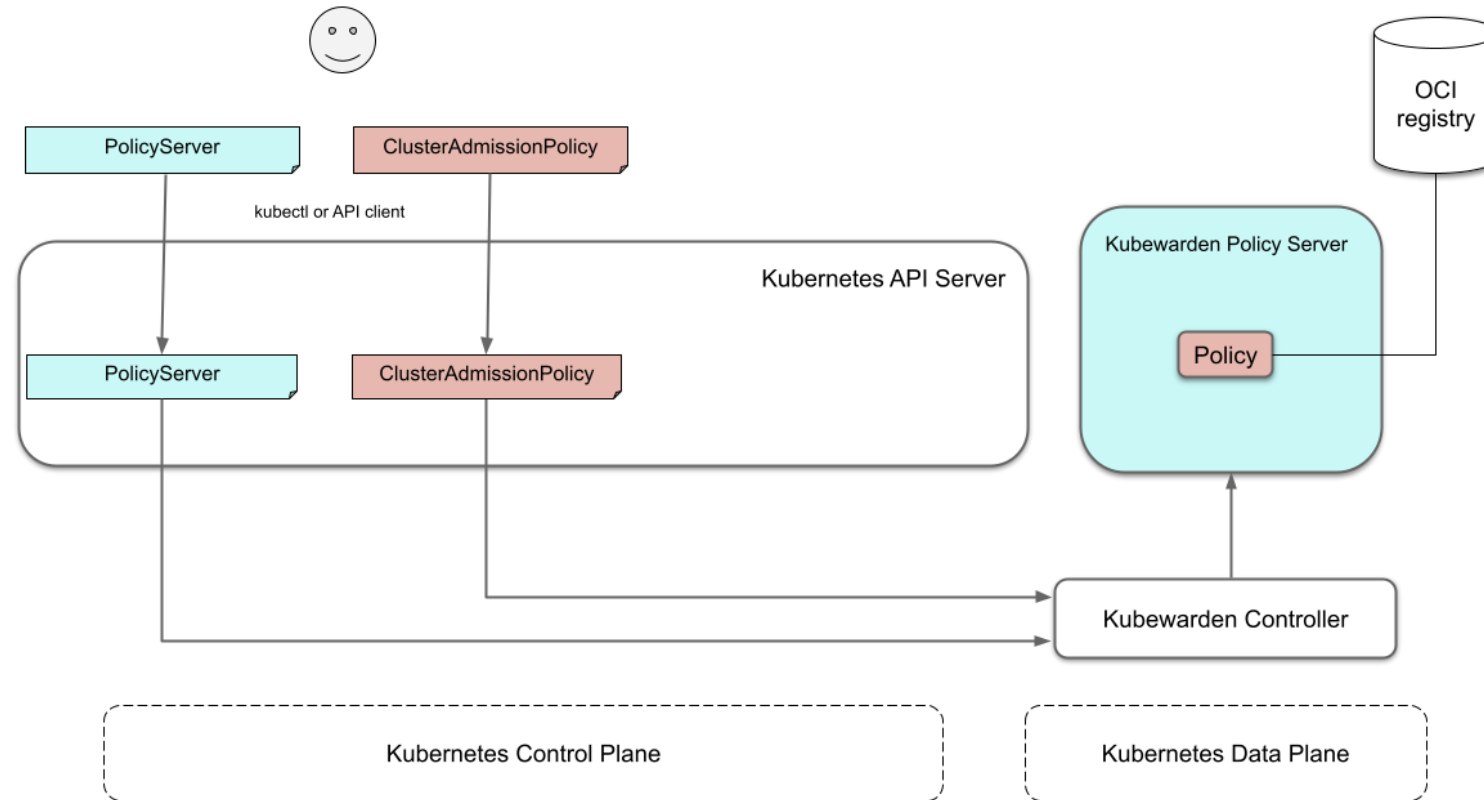 OCI
registry
PolicyServer
ClusterAdmissionPolicy
kubectl or API client
Kubewarden Policy Server
Kubernetes API Server
Policy
PolicyServer
ClusterAdmissionPolicy
Kubewarden Controller
Kubernetes Control Plane
Kubernetes Data Plane